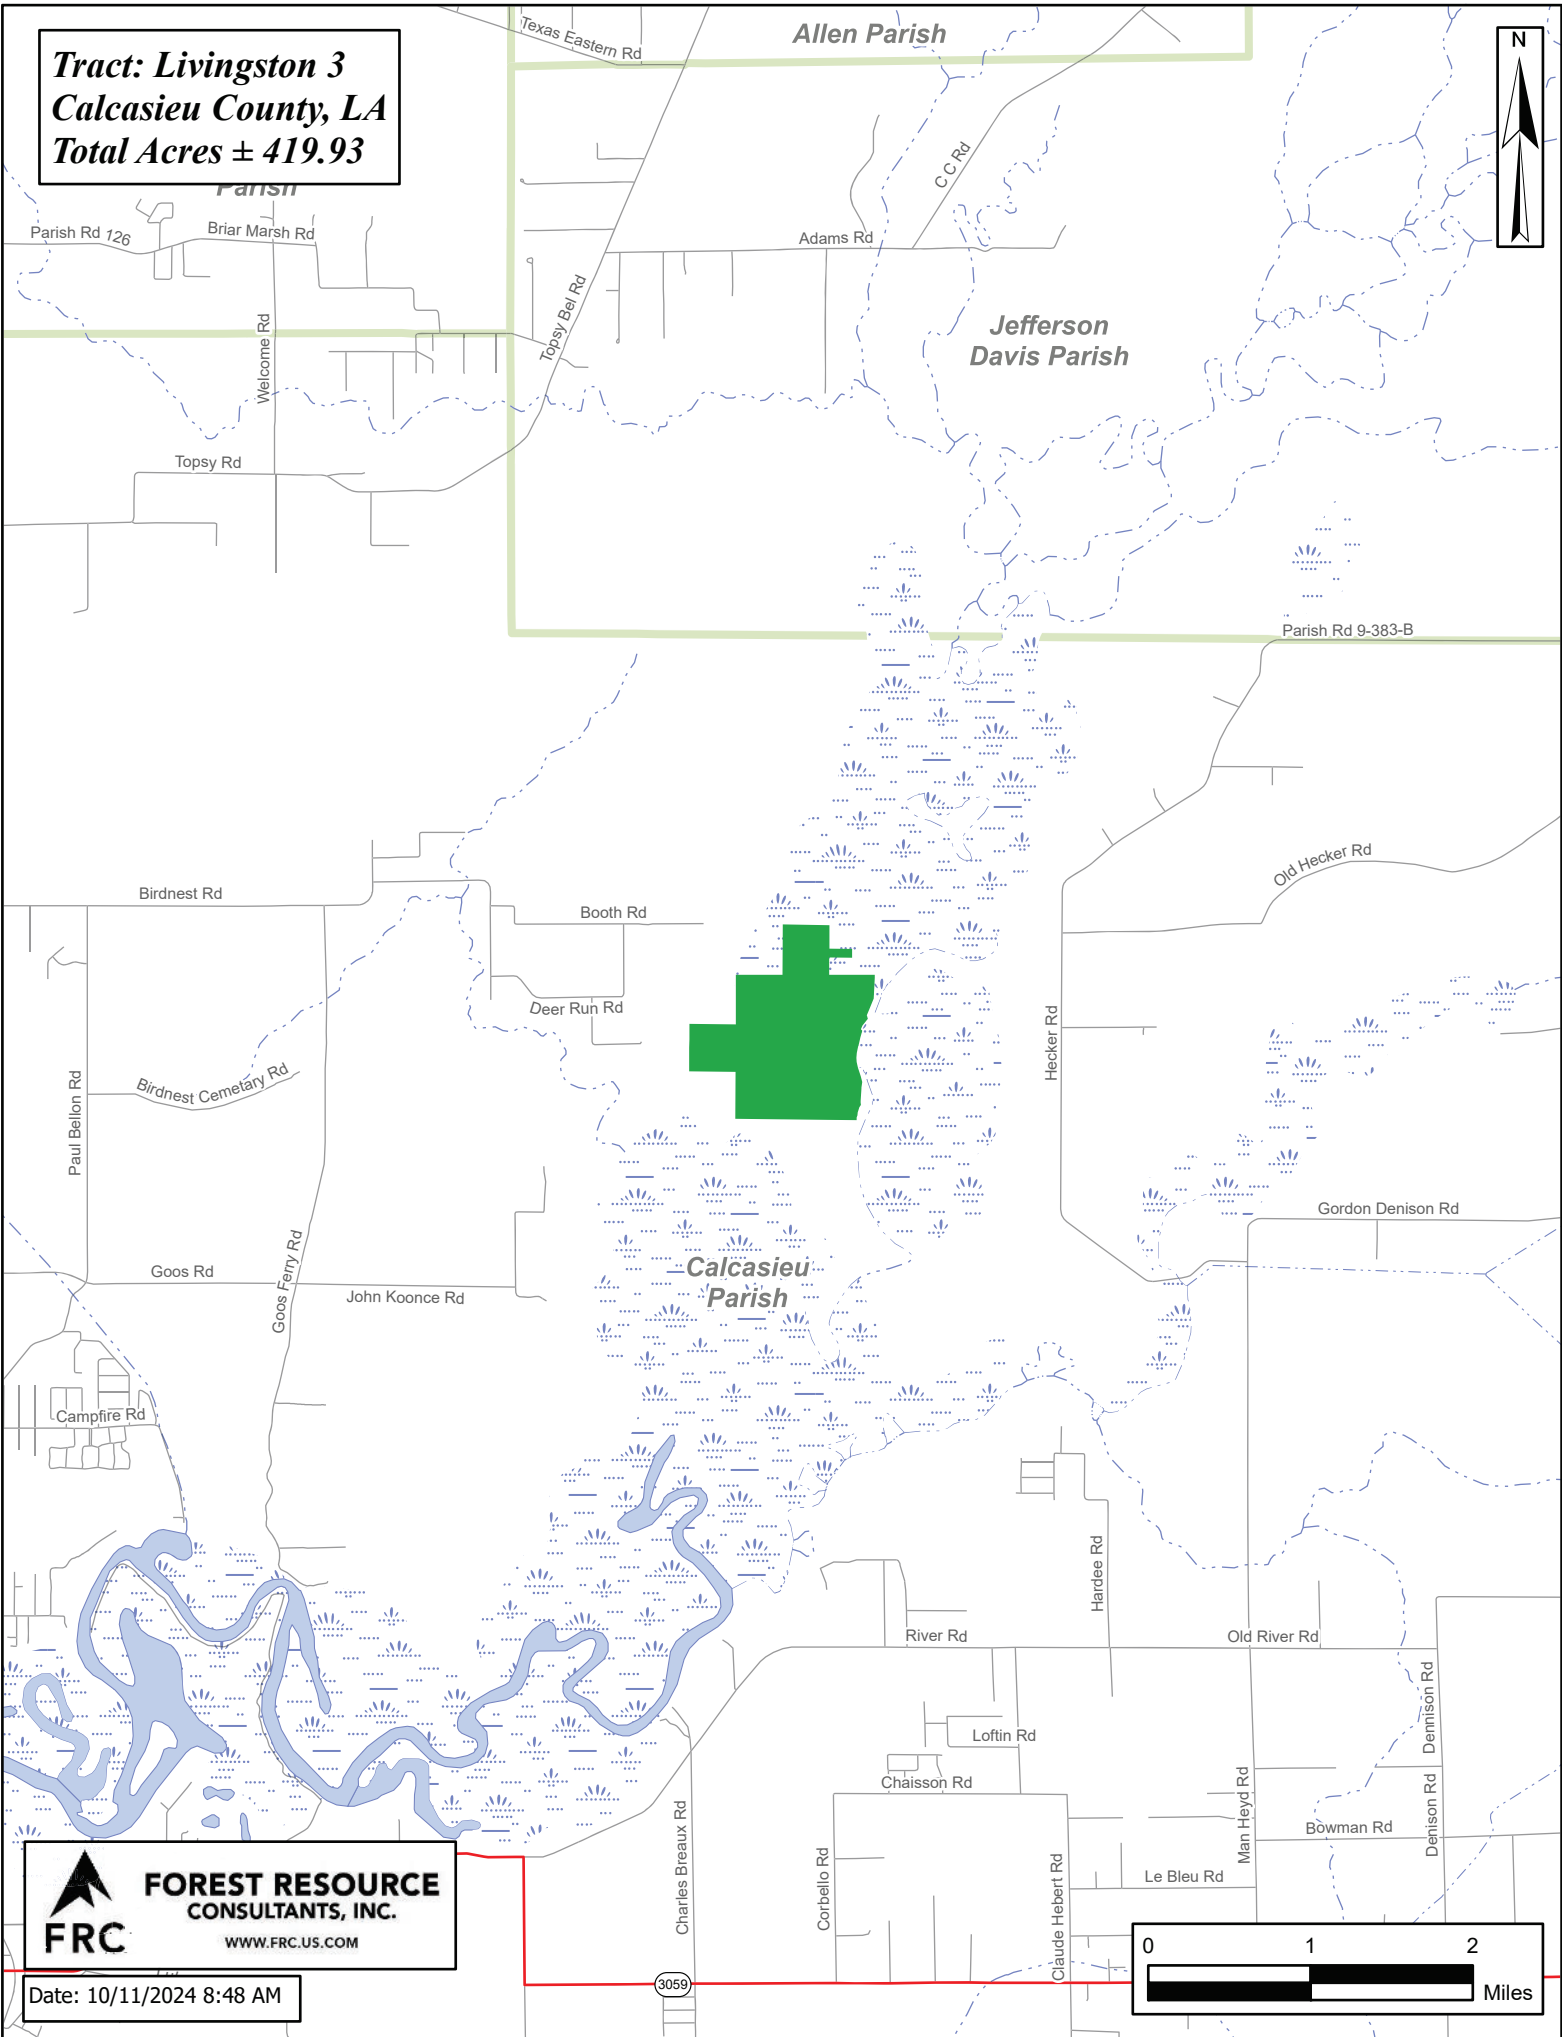 Tract: Livingston 3
Calcasieu County, LA
Total Acres ± 419.93
Texas Eastern Rd
Allen Parish
N
Parish
C C Rd
Parish Rd 126
Briar Marsh Rd
Adams Rd
Topsy Bel Rd
Welcome Rd
Jefferson
Davis Parish
Topsy Rd
Parish Rd 9-383-B
Old Hecker Rd
Birdnest Rd
Booth Rd
Deer Run Rd
Hecker Rd
Birdnest Cemetary Rd
Paul Bellon Rd
Gordon Denison Rd
Goos Ferry Rd
Goos Rd
John Koonce Rd
Calcasieu
Parish
Campfire Rd
Hardee Rd
River Rd
Old River Rd
Dennison Rd
Loftin Rd
Chaisson Rd
Man Heyd Rd
Denison Rd
Bowman Rd
Charles Breaux Rd
Corbello Rd
Claude Hebert Rd
Le Bleu Rd
FRC
FOREST RESOURCE
CONSULTANTS, INC.
WWW.FRC.US.COM
Date: 10/11/2024 8:48 AM
3059
0 1 2
Miles